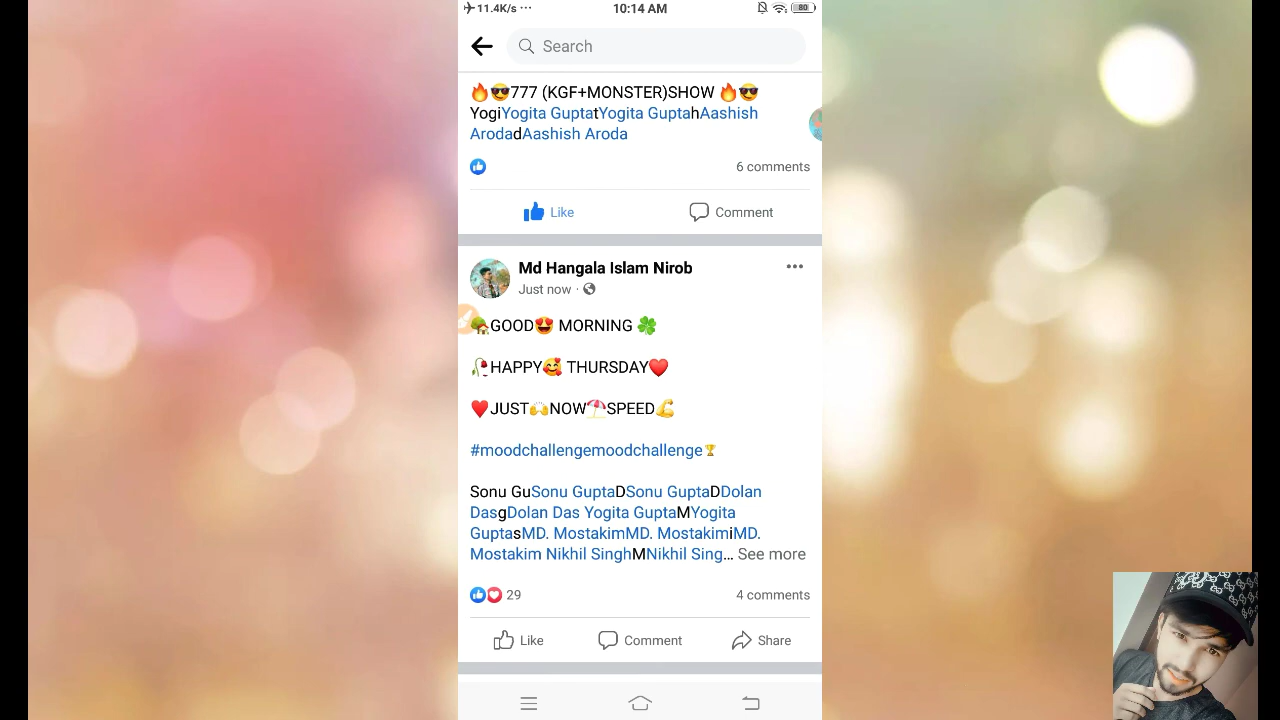 11.4K/s ··· 10:14 AM 80
Search
🔥😎777 (KGF+MONSTER)SHOW 🔥😎
YogiYogita GuptatYogita GuptahAashish
ArodadAashish Aroda
6 comments
Like Comment
Md Hangala Islam Nirob
Just now ·
🏡GOOD😍 MORNING 🍀
🥀HAPPY🥰 THURSDAY♥️
♥️JUST🙌NOW⛱️SPEED💪
#moodchallengemoodchallenge🏆
Sonu GuSonu GuptaDSonu GuptaDDolan
DasgDolan Das Yogita GuptaMYogita
GuptasMD. MostakimMD. MostakimiMD.
Mostakim Nikhil SinghMNikhil Sing... See more
29 4 comments
Like Comment Share